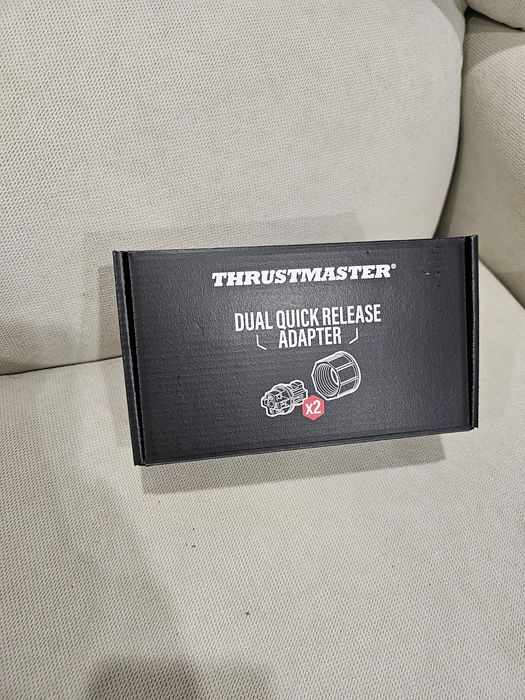 THRUSTMASTER®
DUAL QUICK RELEASE
ADAPTER
x2